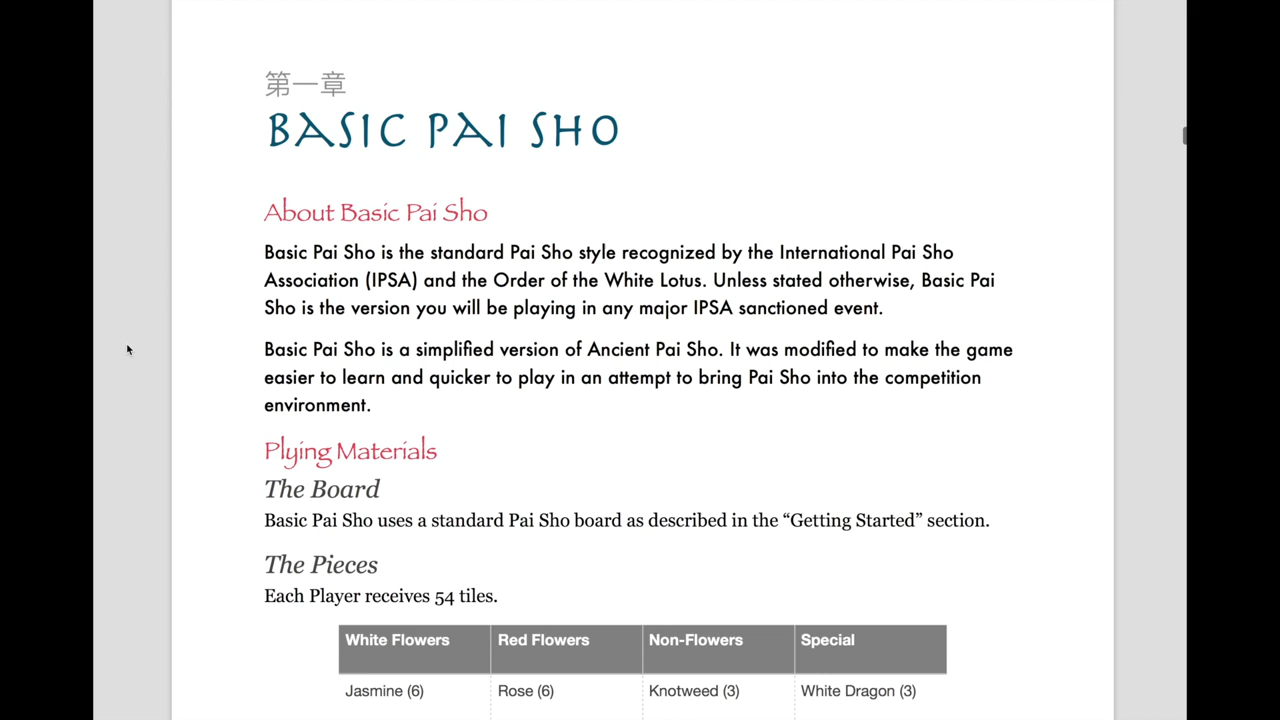 第一章
BASIC PAI SHO
About Basic Pai Sho
Basic Pai Sho is the standard Pai Sho style recognized by the International Pai Sho
Association (IPSA) and the Order of the White Lotus. Unless stated otherwise, Basic Pai
Sho is the version you will be playing in any major IPSA sanctioned event.
Basic Pai Sho is a simplified version of Ancient Pai Sho. It was modified to make the game
easier to learn and quicker to play in an attempt to bring Pai Sho into the competition
environment.
Plying Materials
The Board
Basic Pai Sho uses a standard Pai Sho board as described in the “Getting Started” section.
The Pieces
Each Player receives 54 tiles.
White Flowers Red Flowers Non-Flowers Special
Jasmine (6) Rose (6) Knotweed (3) White Dragon (3)